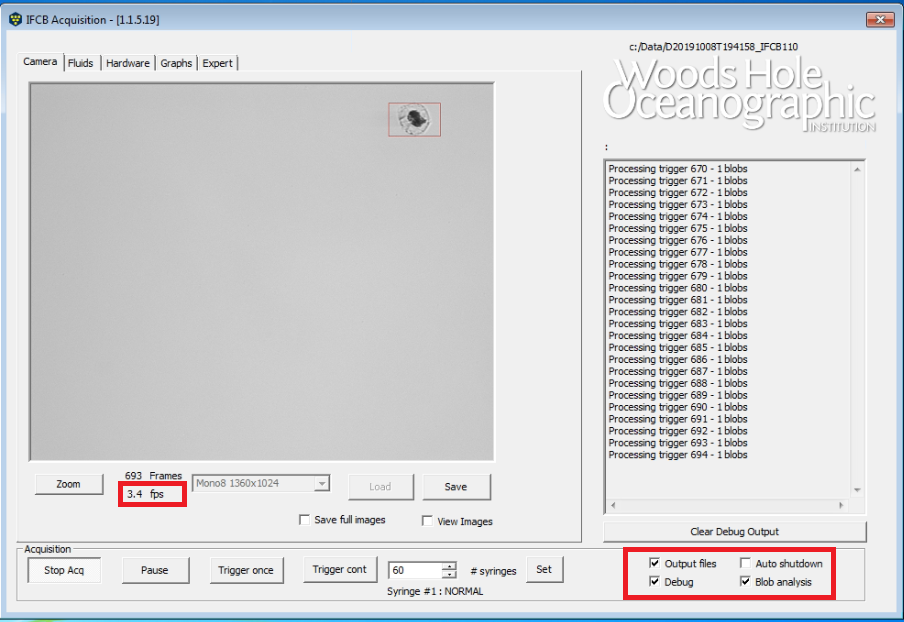 IFCB Acquisition - [1.1.5.19]
c:/Data/D20191008T194158_IFCB110
Camera Fluids Hardware Graphs Expert
Woods Hole
Oceanographic
INSTITUTION
:
Processing trigger 670 - 1 blobs
Processing trigger 671 - 1 blobs
Processing trigger 672 - 1 blobs
Processing trigger 673 - 1 blobs
Processing trigger 674 - 1 blobs
Processing trigger 675 - 1 blobs
Processing trigger 676 - 1 blobs
Processing trigger 677 - 1 blobs
Processing trigger 678 - 1 blobs
Processing trigger 679 - 1 blobs
Processing trigger 680 - 1 blobs
Processing trigger 681 - 1 blobs
Processing trigger 682 - 1 blobs
Processing trigger 683 - 1 blobs
Processing trigger 684 - 1 blobs
Processing trigger 685 - 1 blobs
Processing trigger 686 - 1 blobs
Processing trigger 687 - 1 blobs
Processing trigger 688 - 1 blobs
Processing trigger 689 - 1 blobs
Processing trigger 690 - 1 blobs
Processing trigger 691 - 1 blobs
Processing trigger 692 - 1 blobs
Processing trigger 693 - 1 blobs
Processing trigger 694 - 1 blobs
Zoom
693 Frames
3.4 fps
Mono8 1360x1024
Load
Save
Save full images
View Images
Clear Debug Output
Acquisition
Stop Acq
Pause
Trigger once
Trigger cont
60 # syringes
Set
Syringe #1 : NORMAL
Output files Auto shutdown
Debug Blob analysis